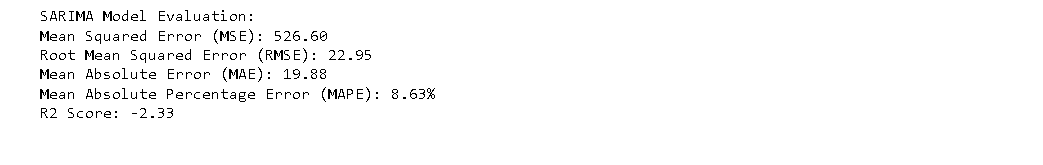 SARIMA Model Evaluation:
Mean Squared Error (MSE): 526.60
Root Mean Squared Error (RMSE): 22.95
Mean Absolute Error (MAE): 19.88
Mean Absolute Percentage Error (MAPE): 8.63%
R2 Score: -2.33